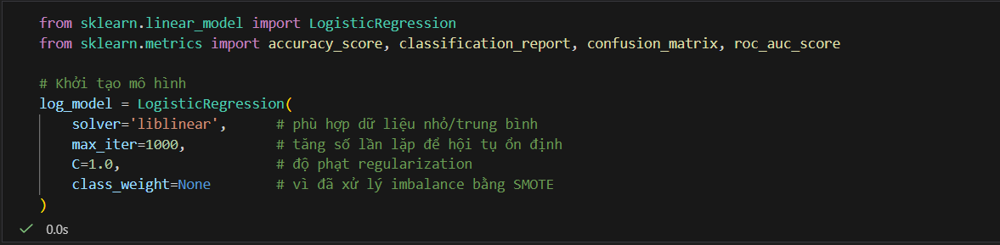 from sklearn.linear_model import LogisticRegression
from sklearn.metrics import accuracy_score, classification_report, confusion_matrix, roc_auc_score
# Khởi tạo mô hình
log_model = LogisticRegression(
    solver='liblinear',      # phù hợp dữ liệu nhỏ/trung bình
    max_iter=1000,           # tăng số lần lặp để hội tụ ổn định
    C=1.0,                   # độ phạt regularization
    class_weight=None        # vì đã xử lý imbalance bằng SMOTE
)
0.0s